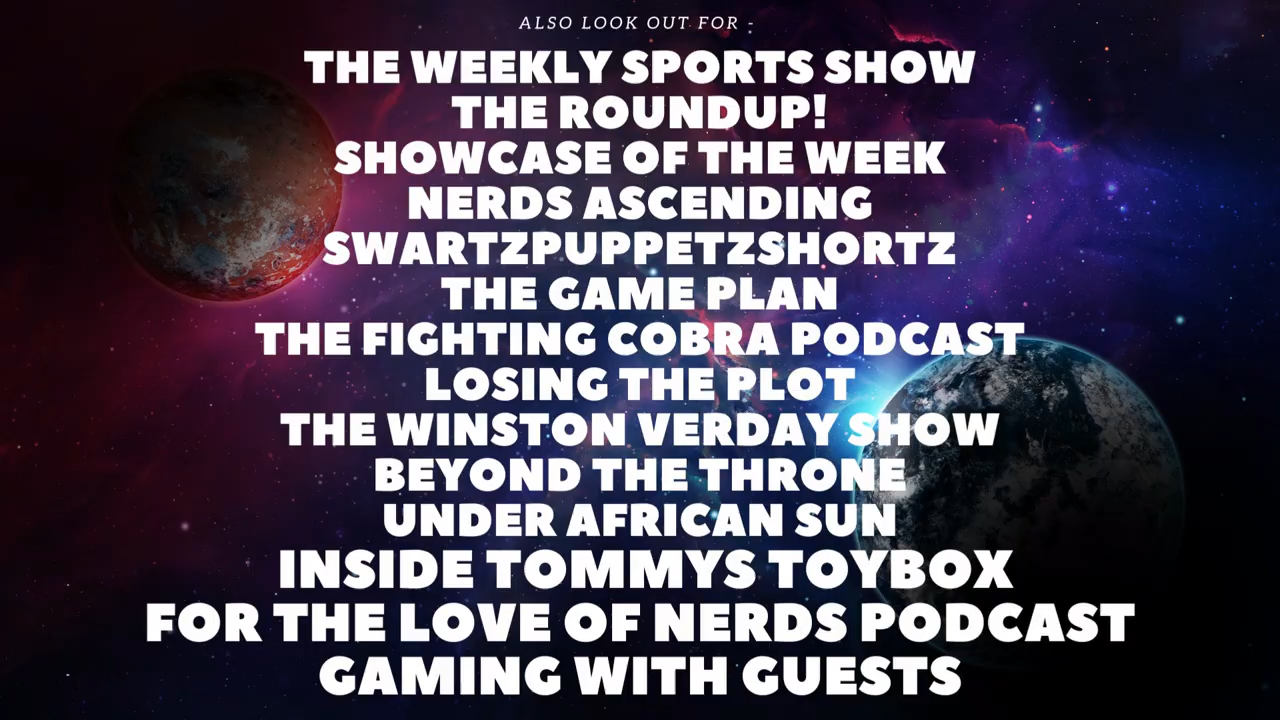 ALSO LOOK OUT FOR -
THE WEEKLY SPORTS SHOW
THE ROUNDUP!
SHOWCASE OF THE WEEK
NERDS ASCENDING
SWARTZPUPPETZSHORTZ
THE GAME PLAN
THE FIGHTING COBRA PODCAST
LOSING THE PLOT
THE WINSTON VERDAY SHOW
BEYOND THE THRONE
UNDER AFRICAN SUN
INSIDE TOMMYS TOYBOX
FOR THE LOVE OF NERDS PODCAST
GAMING WITH GUESTS